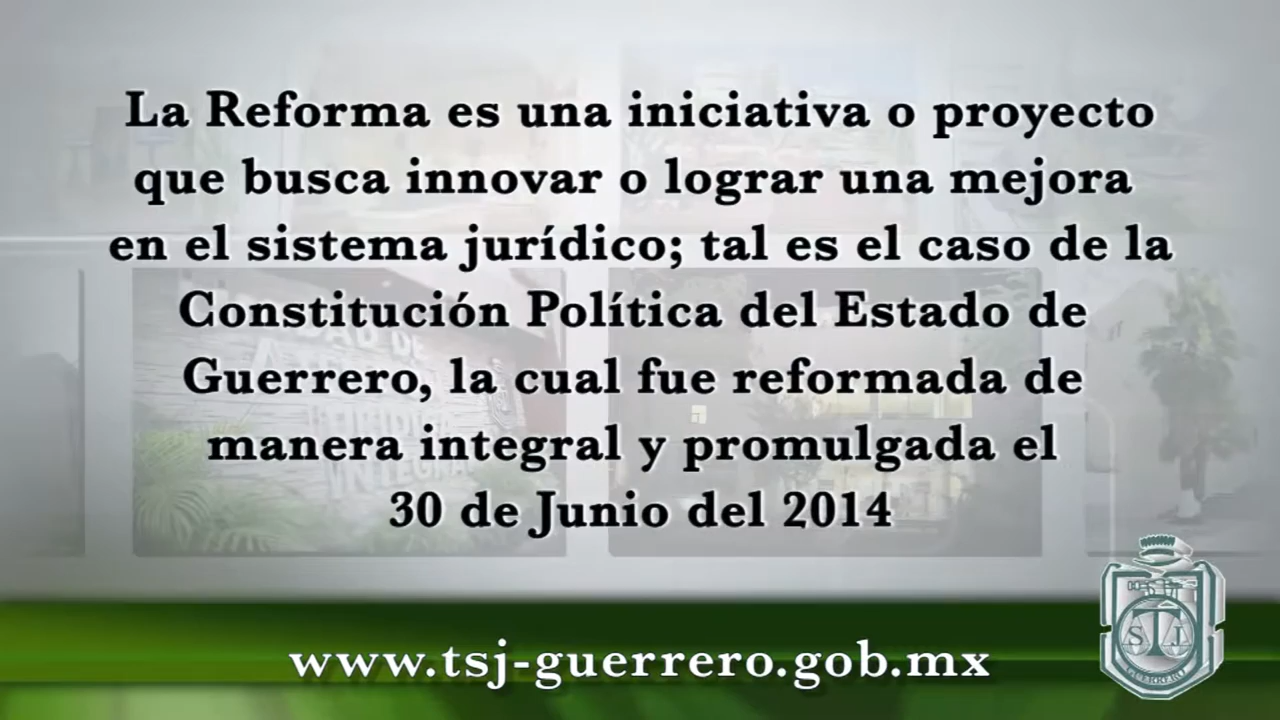 La Reforma es una iniciativa o proyecto
que busca innovar o lograr una mejora
en el sistema jurídico; tal es el caso de la
Constitución Política del Estado de
Guerrero, la cual fue reformada de
manera integral y promulgada el
30 de Junio del 2014
www.tsj-guerrero.gob.mx
S T J
GUERRERO